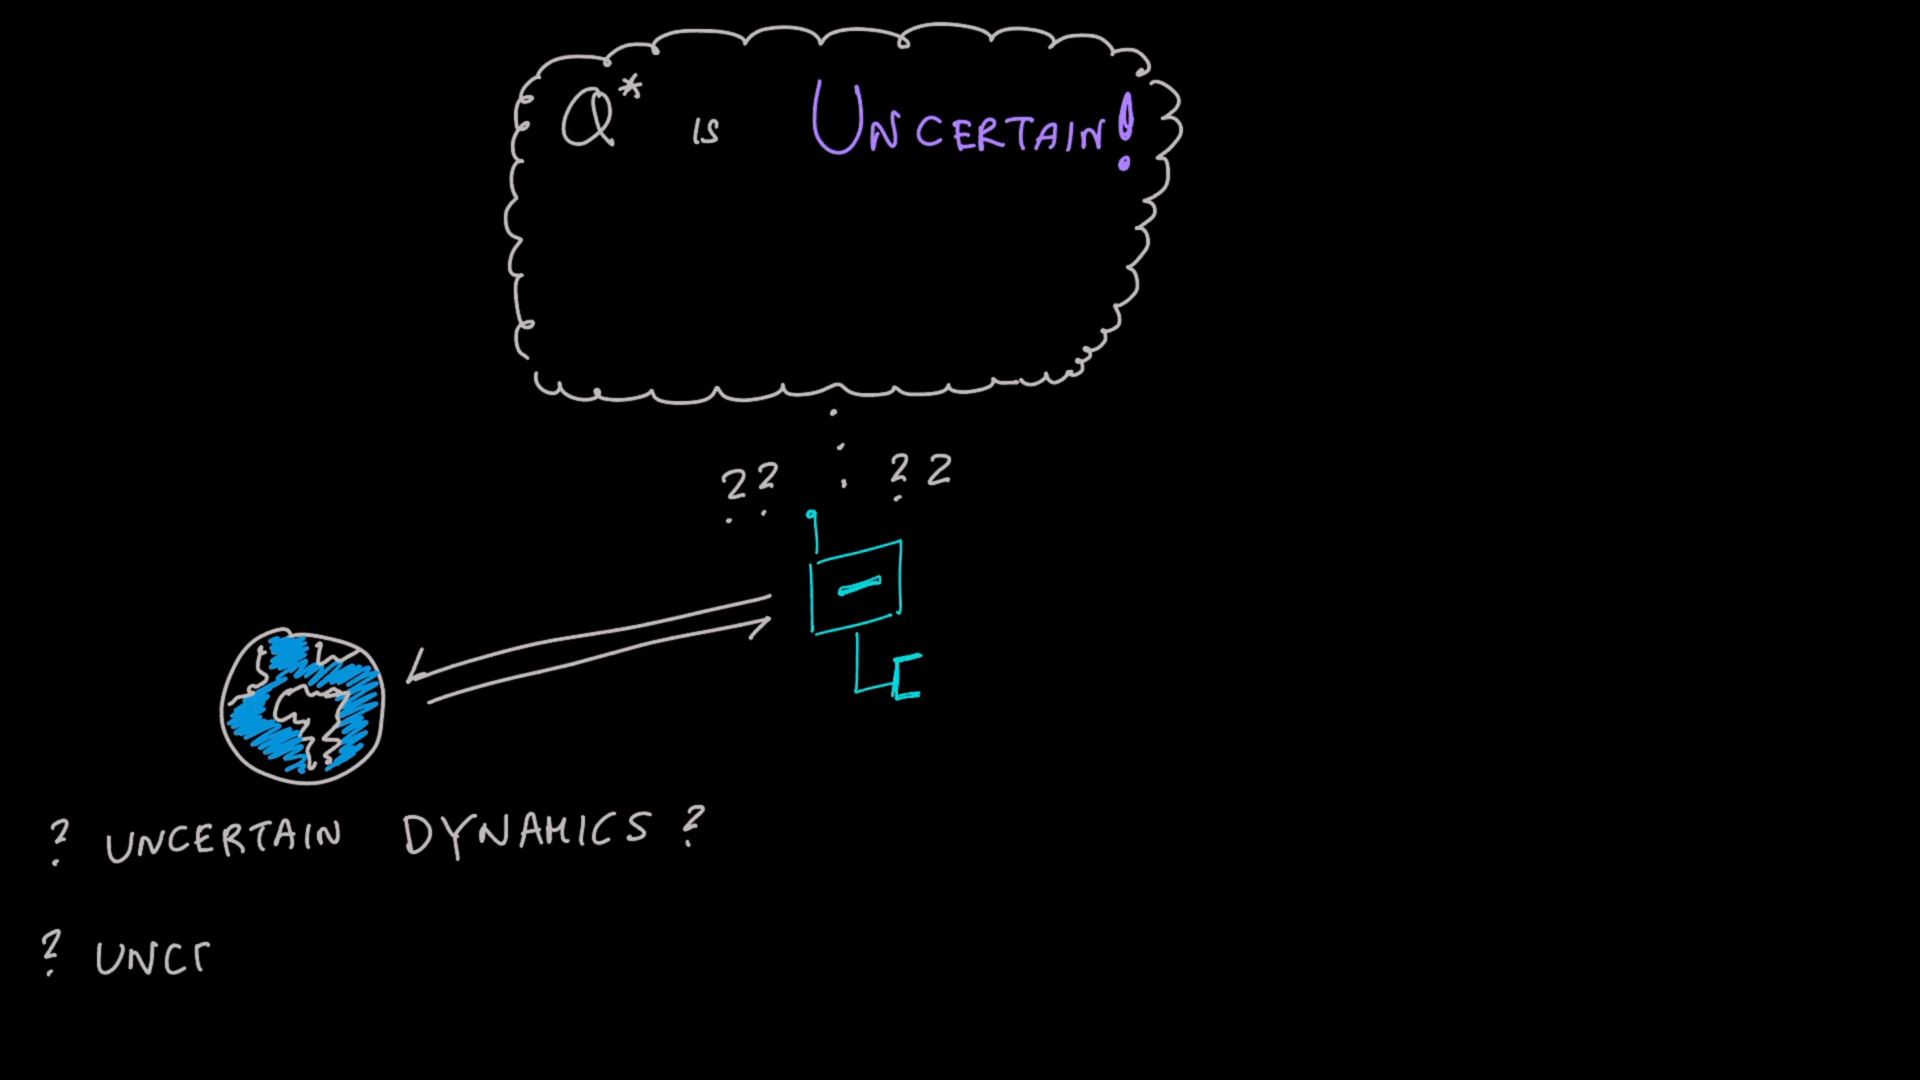 Q* is UNCERTAIN!
?? ??
? UNCERTAIN DYNAMICS ?
? UNC